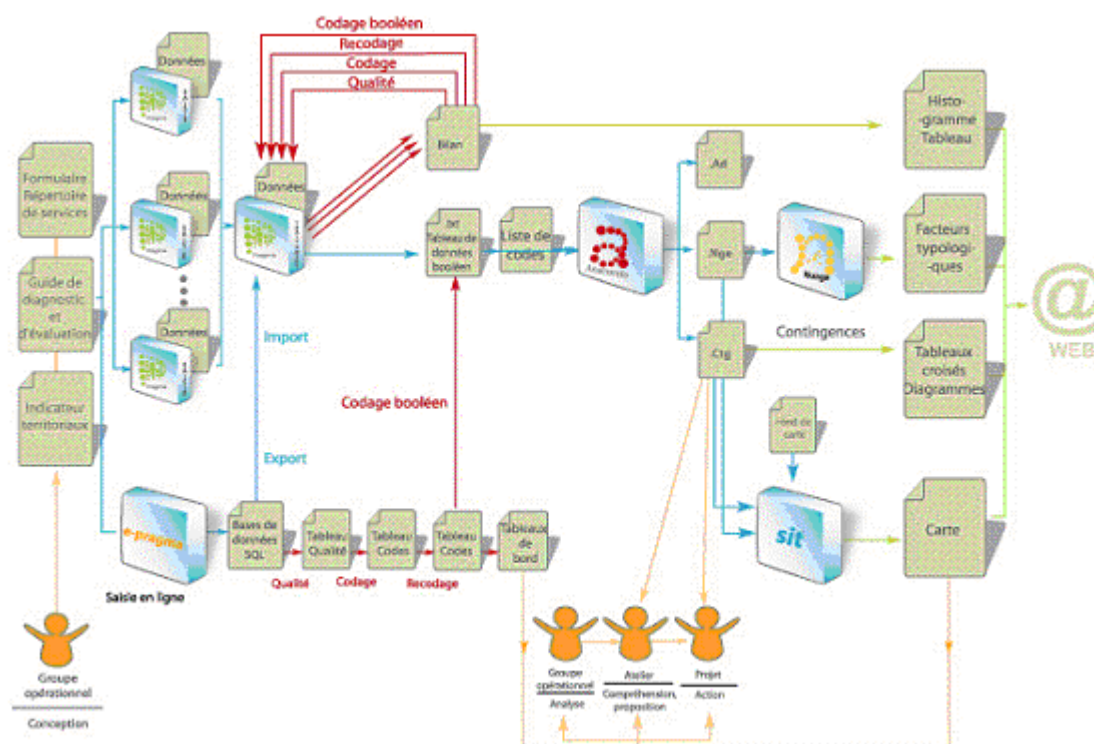 Codage booléen
Recodage
Codage
Qualité
Données
Données
Données
Données
Formulaire
Répertoire
de services
Guide de
diagnostic
et
d'évaluation
Indicateur
territoriaux
Bilan
.txt
Tableau de
données
booléen
Liste de
codes
Anaconda
.Ad
.Nge
.Ctg
Nuage
Contingences
Histo-
gramme
Tableau
Facteurs
typologi-
-ques
Tableaux
croisés
Diagrammes
Carte
@
WEB
Import
Export
Codage booléen
Fond de
carte
sit
e-pragma
Saisie en ligne
Bases de
données
SQL
Tableau
Qualité
Tableau
Codes
Tableau
Codes
Tableaux
de
bord
Qualité
Codage
Recodage
Groupe
opérationnel
Conception
Groupe
opérationnel
Analyse
Atelier
Compréhension,
proposition
Projet
Action